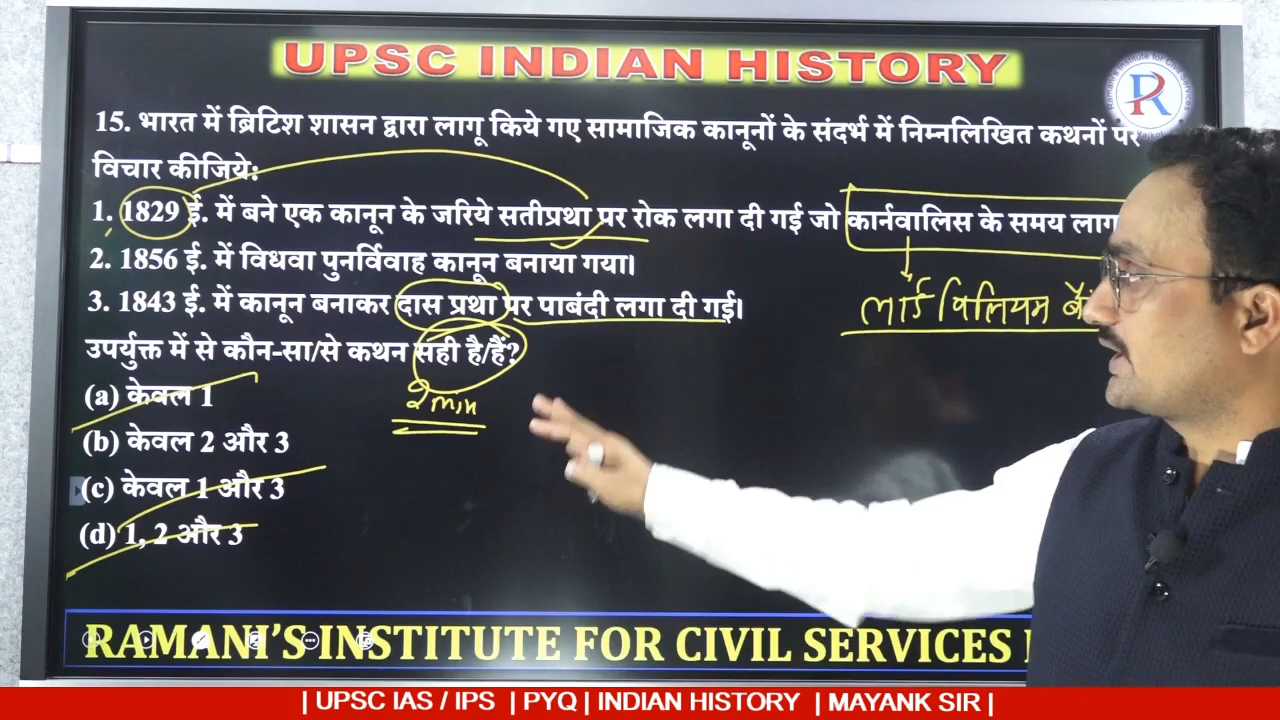 UPSC INDIAN HISTORY
15. भारत में ब्रिटिश शासन द्वारा लागू किये गए सामाजिक कानूनों के संदर्भ में निम्नलिखित कथनों पर
विचार कीजिये:
1. 1829 ई. में बने एक कानून के जरिये सतीप्रथा पर रोक लगा दी गई जो कार्नवालिस के समय
2. 1856 ई. में विधवा पुनर्विवाह कानून बनाया गया।
लार्ड विलियम
3. 1843 ई. में कानून बनाकर दास प्रथा पर पाबंदी लगा दी गई।
उपर्युक्त में से कौन-सा/से कथन सही है/हैं?
(a) केवल 1
2 min
(b) केवल 2 और 3
(c) केवल 1 और 3
(d) 1, 2 और 3
RAMANI'S INSTITUTE FOR CIVIL SERVICES
| UPSC IAS / IPS | PYQ | INDIAN HISTORY | MAYANK SIR |